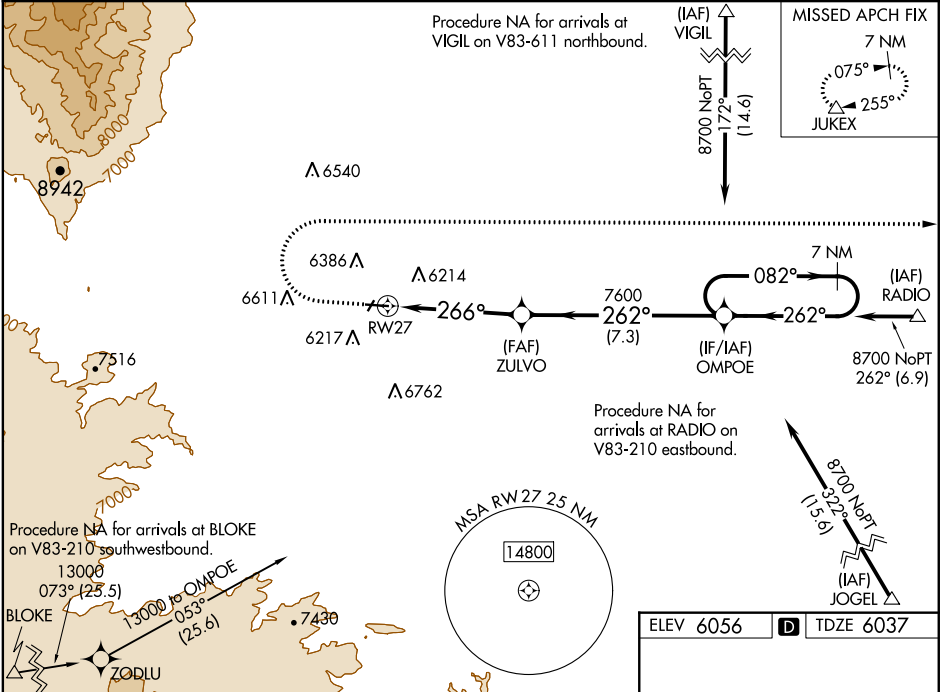 Procedure NA for arrivals at
VIGIL on V83-611 northbound.
(IAF)
VIGIL
8700 NoPT
172°
(14.6)
MISSED APCH FIX
7 NM
075°
255°
JUKEX
8000
7000
8942
6540
6386
6214
6611
6217
RW27
266°
(FAF)
ZULVO
7600
262°
(7.3)
(IF/IAF)
OMPOE
7 NM
082°
262°
(IAF)
RADIO
8700 NoPT
262° (6.9)
7516
6762
Procedure NA for
arrivals at RADIO on
V83-210 eastbound.
7000
8700 NoPT
322°
(15.6)
(IAF)
JOGEL
MSA RW 27 25 NM
14800
Procedure NA for arrivals at BLOKE
on V83-210 southwestbound.
13000
073° (25.5)
BLOKE
13000 to OMPOE
053°
(25.6)
ZODLU
7430
ELEV 6056
D
TDZE 6037